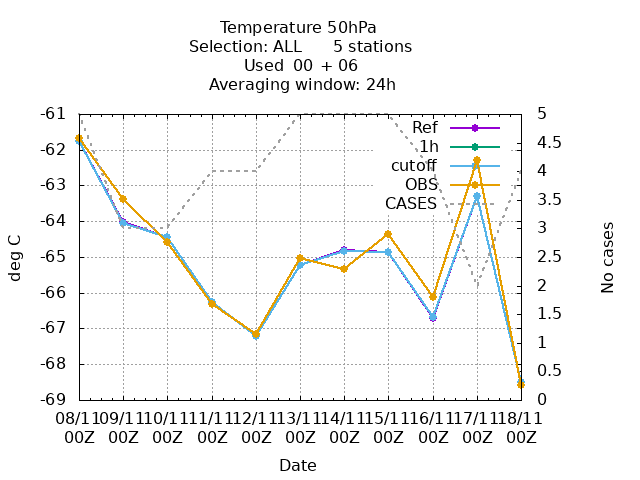 Temperature 50hPa
Selection: ALL 5 stations
Used 00 + 06
Averaging window: 24h
-61
-62
-63
-64
-65
-66
-67
-68
-69
deg C
5
4.5
4
3.5
3
2.5
2
1.5
1
0.5
0
No cases
Ref
1h
cutoff
OBS
CASES
08/11 09/11 10/11 11/11 12/11 13/11 14/11 15/11 16/11 17/11 18/11
00Z 00Z 00Z 00Z 00Z 00Z 00Z 00Z 00Z 00Z 00Z
Date